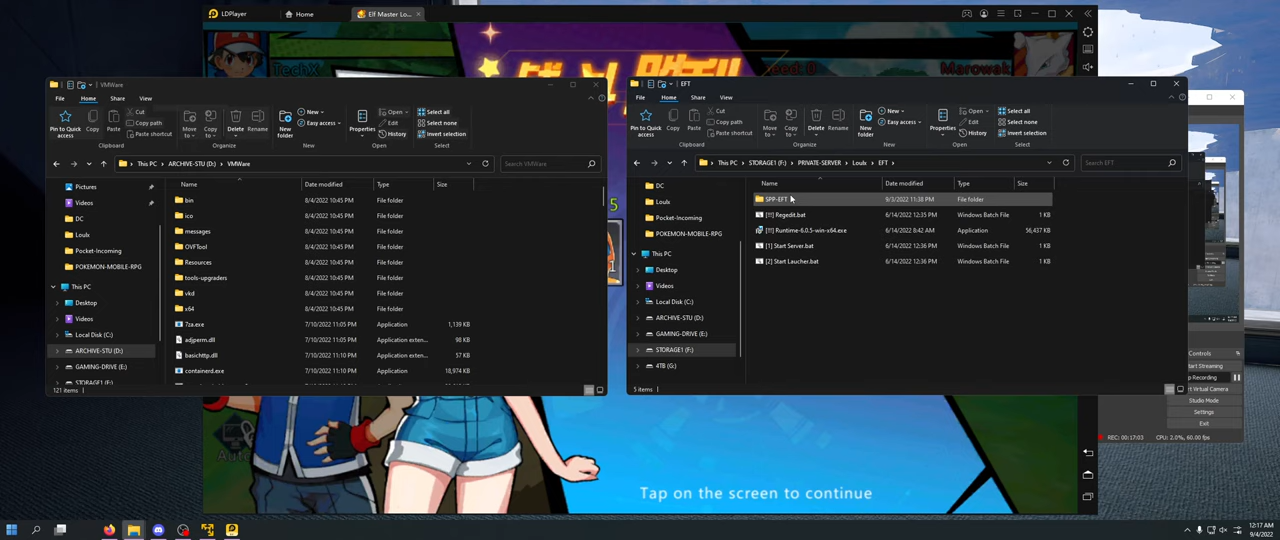 LDPlayer
Home
Elf Master Lo...
TechX
Marowak
VMWare
File
Home
Share
View
Pin to Quick access
Copy
Paste
Cut
Copy path
Paste shortcut
Clipboard
Move to
Copy to
Delete
Rename
Organize
New folder
New
Easy access
New
Properties
Open
Edit
History
Open
Select all
Select none
Invert selection
Select
This PC
ARCHIVE-STU (D:)
VMWare
Search VMWare
Pictures
Videos
DC
Loulx
Pocket-Incoming
POKEMON-MOBILE-RPG
This PC
Desktop
Videos
Local Disk (C:)
ARCHIVE-STU (D:)
GAMING-DRIVE (E:)
STORAGE1 (F:)
Name Date modified Type Size
bin 8/4/2022 10:45 PM File folder
ico 8/4/2022 10:45 PM File folder
messages 8/4/2022 10:45 PM File folder
OVFTool 8/4/2022 10:45 PM File folder
Resources 8/4/2022 10:45 PM File folder
tools-upgraders 8/4/2022 10:45 PM File folder
vkd 8/4/2022 10:45 PM File folder
x64 8/4/2022 10:45 PM File folder
7za.exe 7/10/2022 11:05 PM Application 1,139 KB
adjperm.dll 7/10/2022 11:05 PM Application exten... 98 KB
basichttp.dll 7/10/2022 11:10 PM Application exten... 57 KB
containerd.exe 7/10/2022 11:10 PM Application 18,974 KB
121 items
EFT
File
Home
Share
View
Pin to Quick access
Copy
Paste
Cut
Copy path
Paste shortcut
Clipboard
Move to
Copy to
Delete
Rename
Organize
New folder
New
Easy access
New
Properties
Open
Edit
History
Open
Select all
Select none
Invert selection
Select
This PC
STORAGE1 (F:)
PRIVATE-SERVER
Loulx
EFT
Search EFT
DC
Loulx
Pocket-Incoming
POKEMON-MOBILE-RPG
This PC
Desktop
Videos
Local Disk (C:)
ARCHIVE-STU (D:)
GAMING-DRIVE (E:)
STORAGE1 (F:)
4TB (G:)
Name Date modified Type Size
SPP-EFT 9/3/2022 11:38 PM File folder
[!!] Regedit.bat 6/14/2022 12:35 PM Windows Batch File 1 KB
[!!] Runtime-6.0.5-win-x64.exe 6/14/2022 8:42 AM Application 56,437 KB
[1] Start Server.bat 6/14/2022 12:36 PM Windows Batch File 1 KB
[2] Start Laucher.bat 6/14/2022 12:36 PM Windows Batch File 1 KB
5 items
Auto
Tap on the screen to continue
Controls
Start Streaming
Recording
Virtual Camera
Studio Mode
Settings
Exit
REC: 00:17:03
CPU: 2.0%, 60.00 fps
12:17 AM
9/4/2022